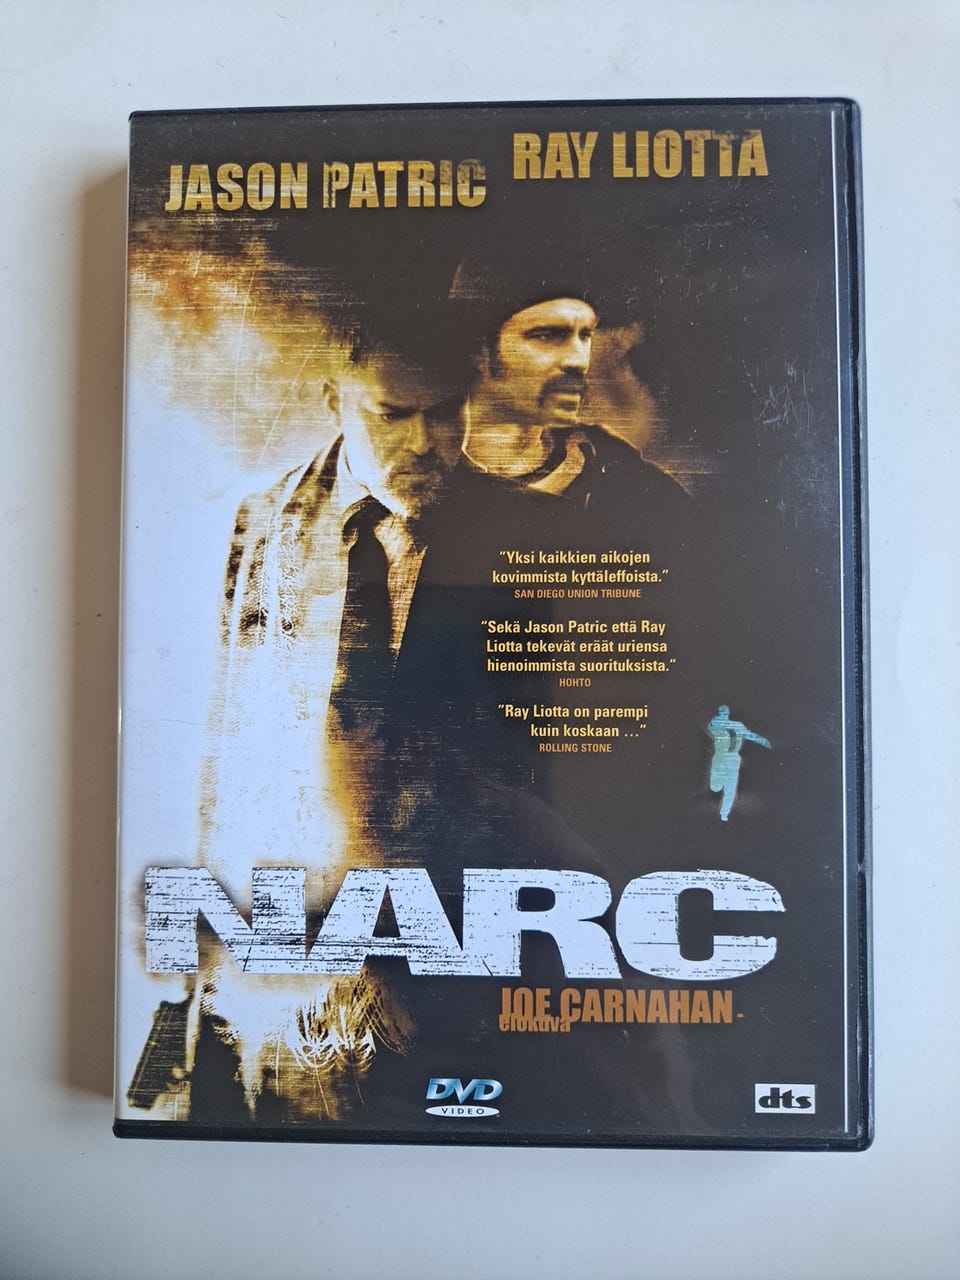 JASON PATRIC
RAY LIOTTA
"Yksi kaikkien aikojen
kovimmista kyttäleffoista."
SAN DIEGO UNION TRIBUNE
"Sekä Jason Patric että Ray
Liotta tekevät eräät uriensa
hienoimmista suorituksista."
HOHTO
"Ray Liotta on parempi
kuin koskaan ..."
ROLLING STONE
NARC
JOE CARNAHAN-
elokuva
DVD
VIDEO
dts